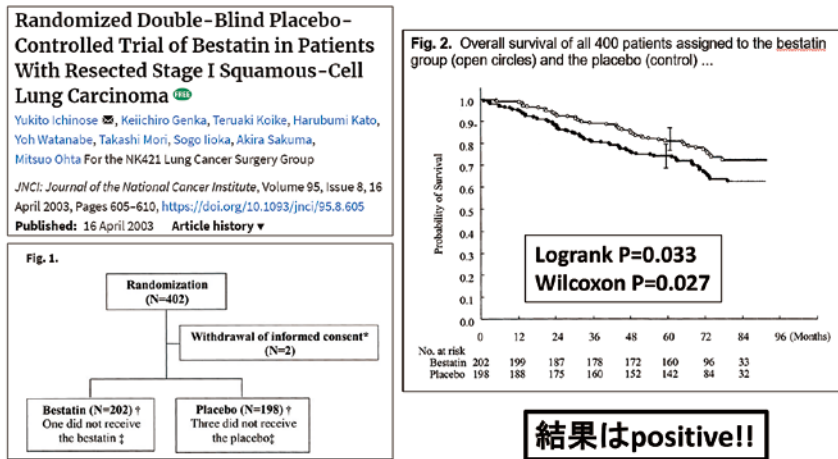 Randomized Double-Blind Placebo-
Controlled Trial of Bestatin in Patients
With Resected Stage I Squamous-Cell
Lung Carcinoma FREE
Yukito Ichinose ✉, Keiichiro Genka, Teruaki Koike, Harubumi Kato,
Yoh Watanabe, Takashi Mori, Sogo Iioka, Akira Sakuma,
Mitsuo Ohta For the NK421 Lung Cancer Surgery Group
JNCI: Journal of the National Cancer Institute, Volume 95, Issue 8, 16
April 2003, Pages 605–610, https://doi.org/10.1093/jnci/95.8.605
Published: 16 April 2003 Article history ▾
Fig. 1.
Randomization
(N=402)
Withdrawal of informed consent*
(N=2)
Bestatin (N=202) †
One did not receive
the bestatin ‡
Placebo (N=198) †
Three did not receive
the placebo‡
Fig. 2. Overall survival of all 400 patients assigned to the bestatin
group (open circles) and the placebo (control) ...
Probability of Survival
1.0
0.9
0.8
0.7
0.6
0.5
0.4
0.3
0.2
0.1
0.0
Logrank P=0.033
Wilcoxon P=0.027
0 12 24 36 48 60 72 84 96 (Months)
No. at risk
Bestatin 202 199 187 178 172 160 96 33
Placebo 198 188 175 160 152 142 84 32
結果はpositive!!